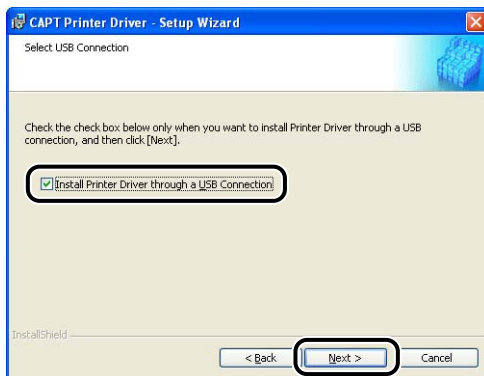 CAPT Printer Driver - Setup Wizard
Select USB Connection
Check the check box below only when you want to install Printer Driver through a USB
connection, and then click [Next].
Install Printer Driver through a USB Connection
InstallShield
< Back
Next >
Cancel